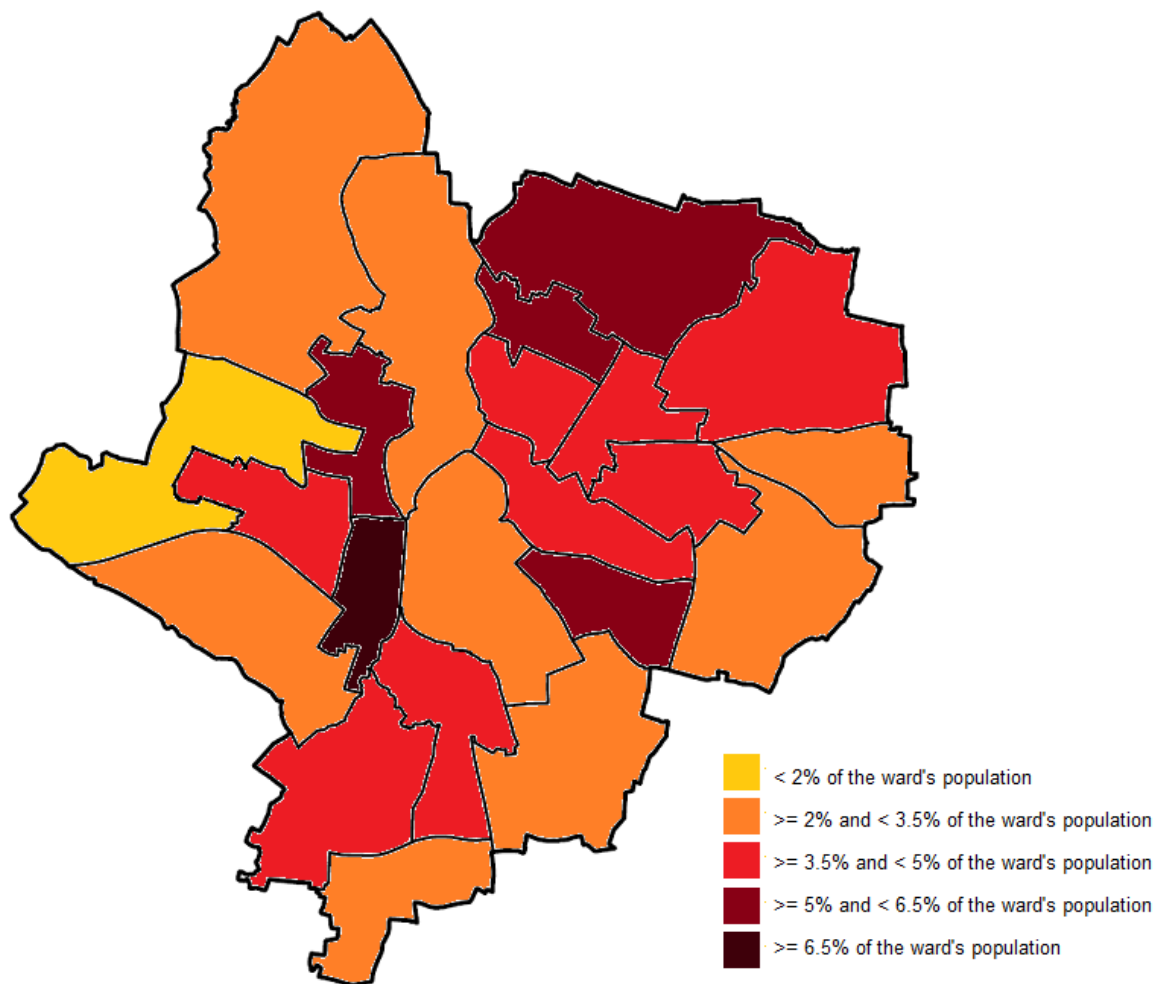 < 2% of the ward's population
>= 2% and < 3.5% of the ward's population
>= 3.5% and < 5% of the ward's population
>= 5% and < 6.5% of the ward's population
>= 6.5% of the ward's population